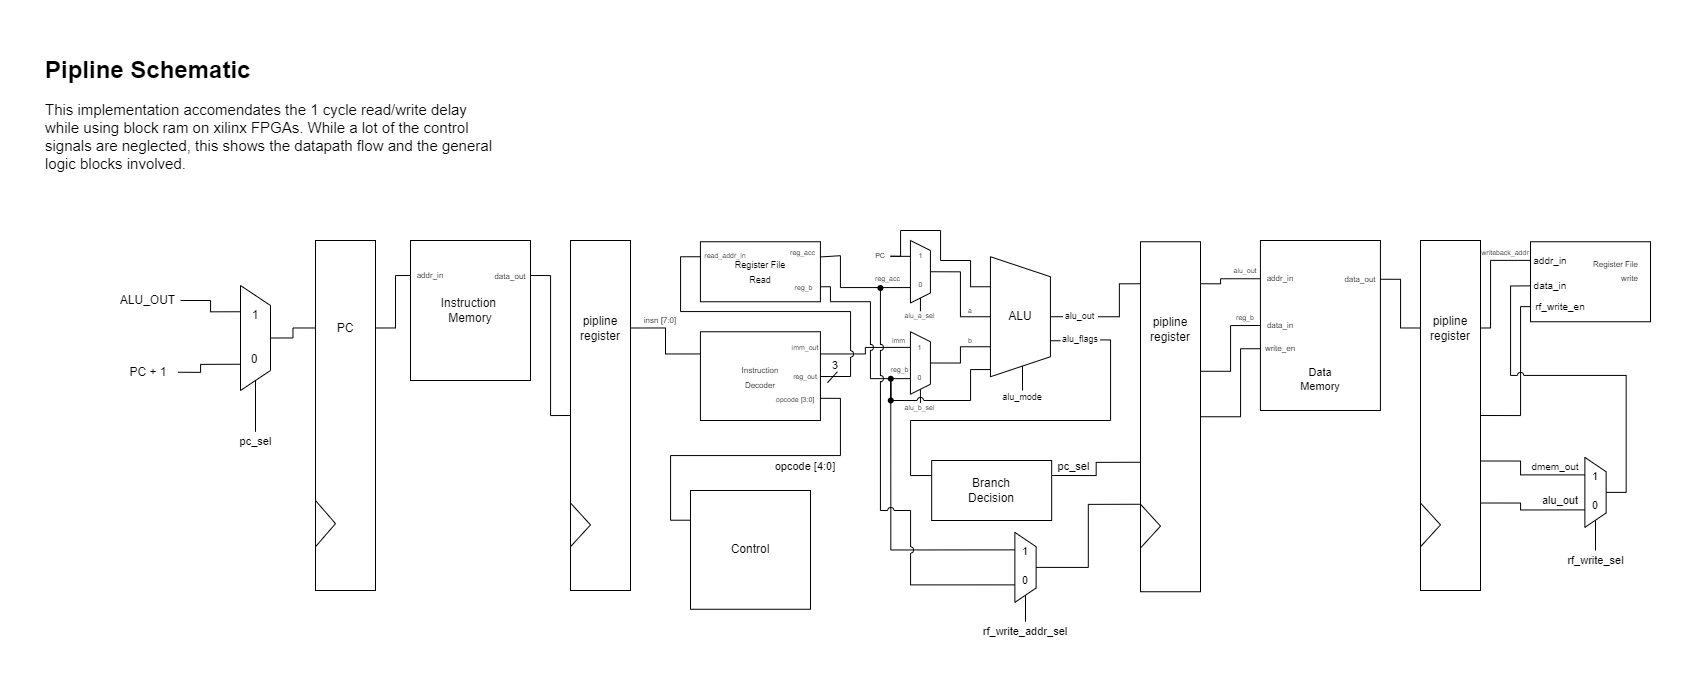 Pipline Schematic
This implementation accomendates the 1 cycle read/write delay
while using block ram on xilinx FPGAs. While a lot of the control
signals are neglected, this shows the datapath flow and the general
logic blocks involved.
ALU_OUT
PC + 1
1
0
pc_sel
PC
addr_in
data_out
Instruction
Memory
pipline
register
insn [7:0]
read_addr_in
reg_acc
Register File
Read
reg_b
imm_out
Instruction
Decoder
reg_out
opcode [3:0]
3
opcode [4:0]
Control
PC
reg_acc
1
0
alu_a_sel
imm
reg_b
1
0
alu_b_sel
a
b
ALU
alu_mode
alu_out
alu_flags
Branch
Decision
pc_sel
1
0
rf_write_addr_sel
pipline
register
alu_out
reg_b
addr_in
data_out
data_in
write_en
Data
Memory
pipline
register
writeback_addr
addr_in
Register File
write
data_in
rf_write_en
dmem_out
alu_out
1
0
rf_write_sel